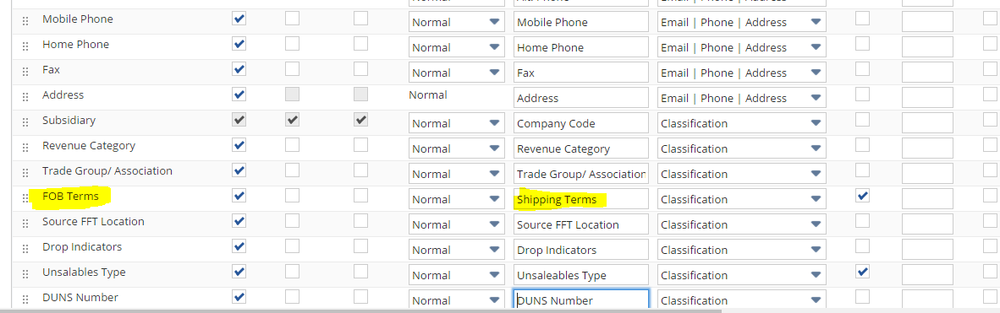 Mobile Phone Normal Mobile Phone Email | Phone | Address
Home Phone Normal Home Phone Email | Phone | Address
Fax Normal Fax Email | Phone | Address
Address Normal Address Email | Phone | Address
Subsidiary Normal Company Code Classification
Revenue Category Normal Revenue Category Classification
Trade Group/ Association Normal Trade Group/ Association Classification
FOB Terms Normal Shipping Terms Classification
Source FFT Location Normal Source FFT Location Classification
Drop Indicators Normal Drop Indicators Classification
Unsalables Type Normal Unsaleables Type Classification
DUNS Number Normal DUNS Number Classification